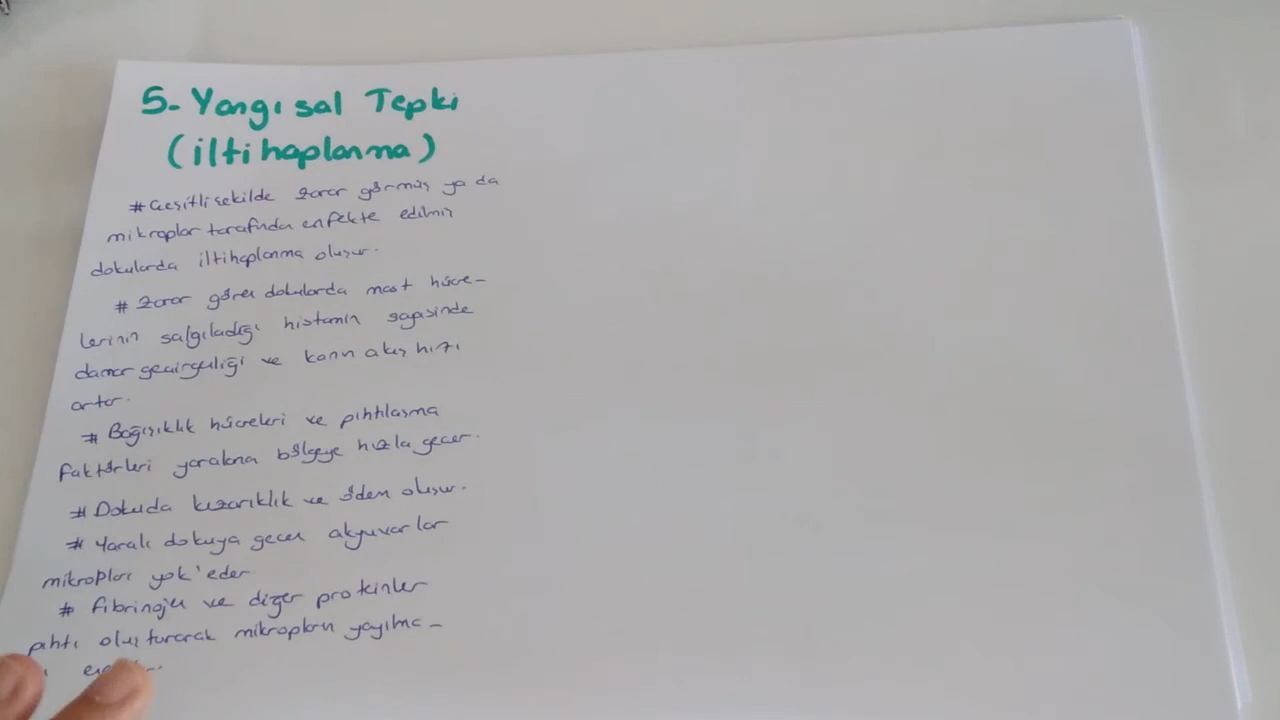 5- Yangısal Tepki
(iltihaplanma)
# Çeşitli şekilde zarar görmüş ya da
mikroplar tarafından enfekte edilmiş
dokularda iltihaplanma oluşur.
# Zarar gören dokularda mast hücre-
lerinin salgıladığı histamin sayesinde
damar geçirgenliği ve kanın akış hızı
artar.
# Bağışıklık hücreleri ve pıhtılaşma
faktörleri yaralana bölgeye hızla geçer.
# Dokuda kızarıklık ve ödem oluşur.
# Yaralı dokuya geçen akyuvarlar
mikropları yok eder
# Fibrinojen ve diğer proteinler
pıhtı oluşturarak mikropların yayılma-